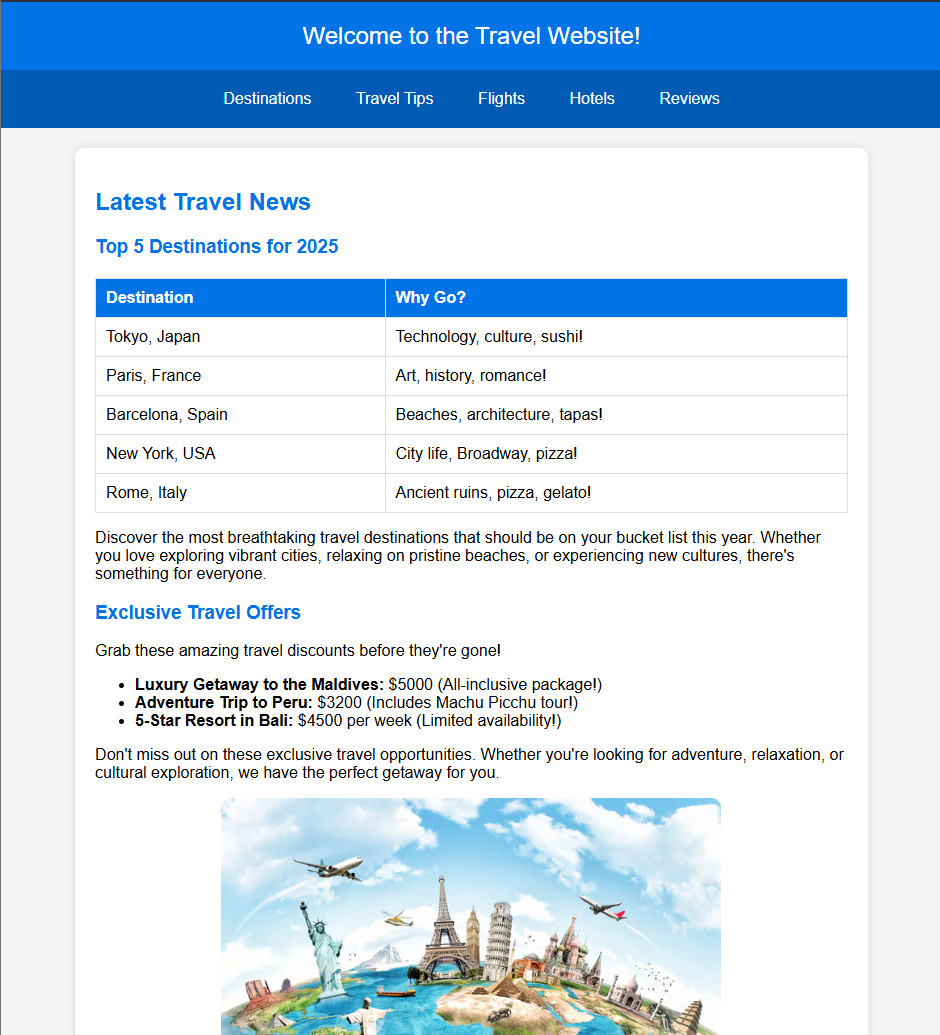 Welcome to the Travel Website!
Destinations Travel Tips Flights Hotels Reviews
Latest Travel News
Top 5 Destinations for 2025
Destination Why Go?
Tokyo, Japan Technology, culture, sushi!
Paris, France Art, history, romance!
Barcelona, Spain Beaches, architecture, tapas!
New York, USA City life, Broadway, pizza!
Rome, Italy Ancient ruins, pizza, gelato!
Discover the most breathtaking travel destinations that should be on your bucket list this year. Whether
you love exploring vibrant cities, relaxing on pristine beaches, or experiencing new cultures, there's
something for everyone.
Exclusive Travel Offers
Grab these amazing travel discounts before they're gone!
• Luxury Getaway to the Maldives: $5000 (All-inclusive package!)
• Adventure Trip to Peru: $3200 (Includes Machu Picchu tour!)
• 5-Star Resort in Bali: $4500 per week (Limited availability!)
Don't miss out on these exclusive travel opportunities. Whether you're looking for adventure, relaxation, or
cultural exploration, we have the perfect getaway for you.